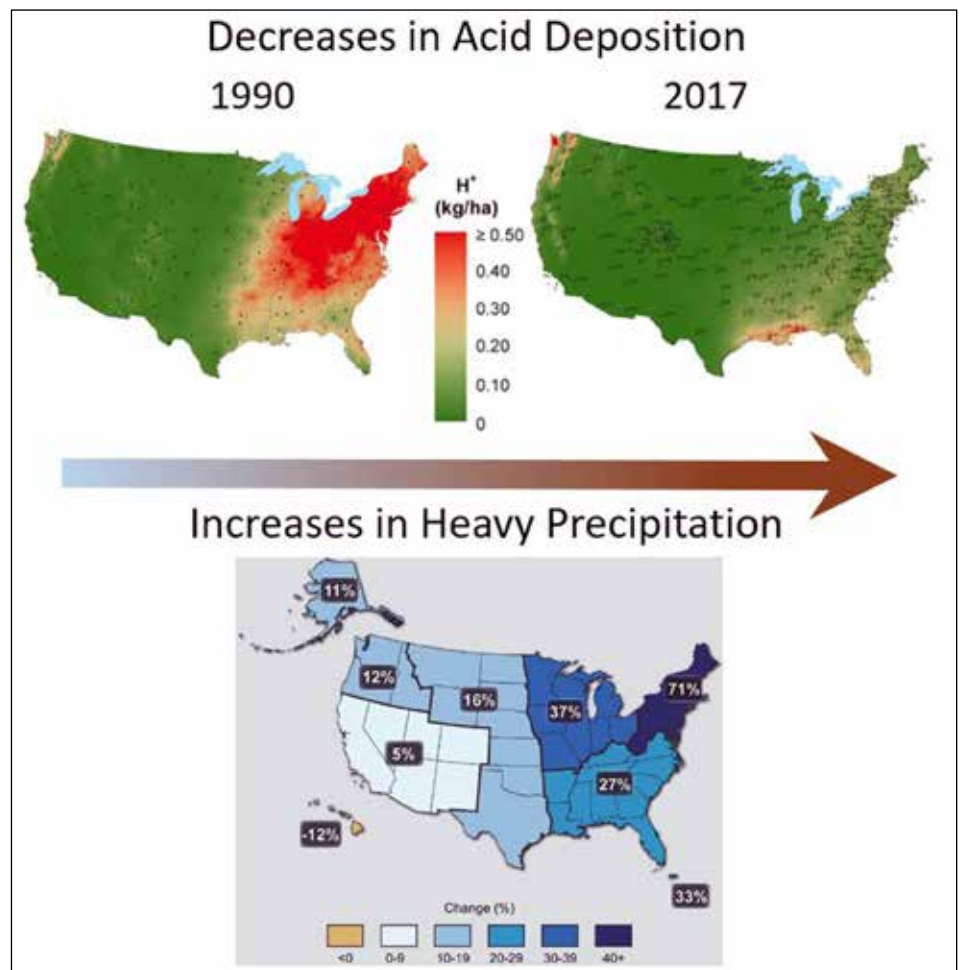 Decreases in Acid Deposition
1990
2017
H⁺
(kg/ha)
≥ 0.50
0.40
0.30
0.20
0.10
0
Increases in Heavy Precipitation
11%
12%
16%
37%
71%
5%
27%
-12%
33%
Change (%)
<0 0-9 10-19 20-29 30-39 40+